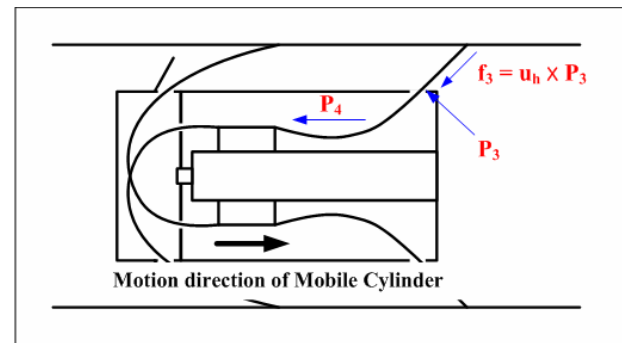 f₃ = uₕ X P₃
P₄
P₃
Motion direction of Mobile Cylinder